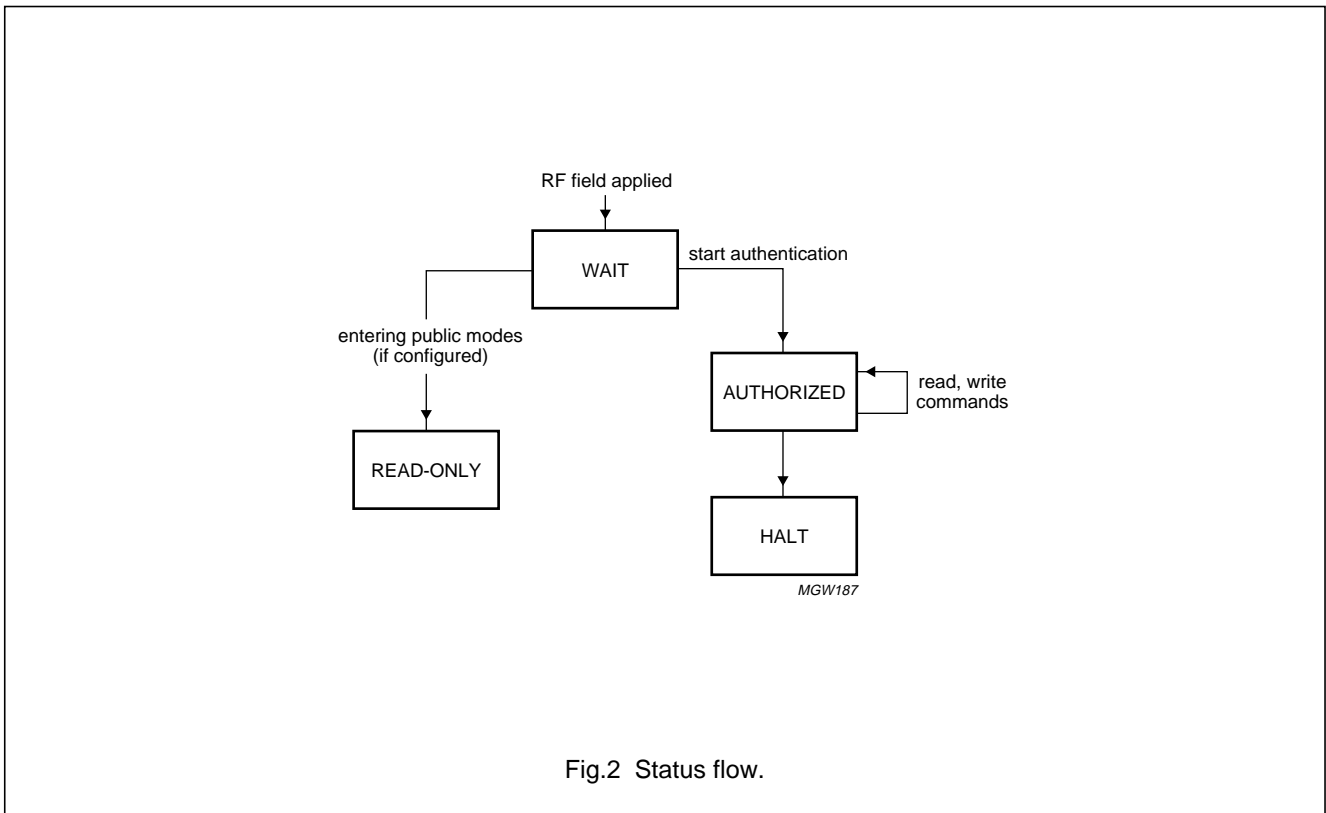 RF field applied
WAIT
start authentication
entering public modes
(if configured)
AUTHORIZED
read, write
commands
READ-ONLY
HALT
MGW187
Fig.2 Status flow.